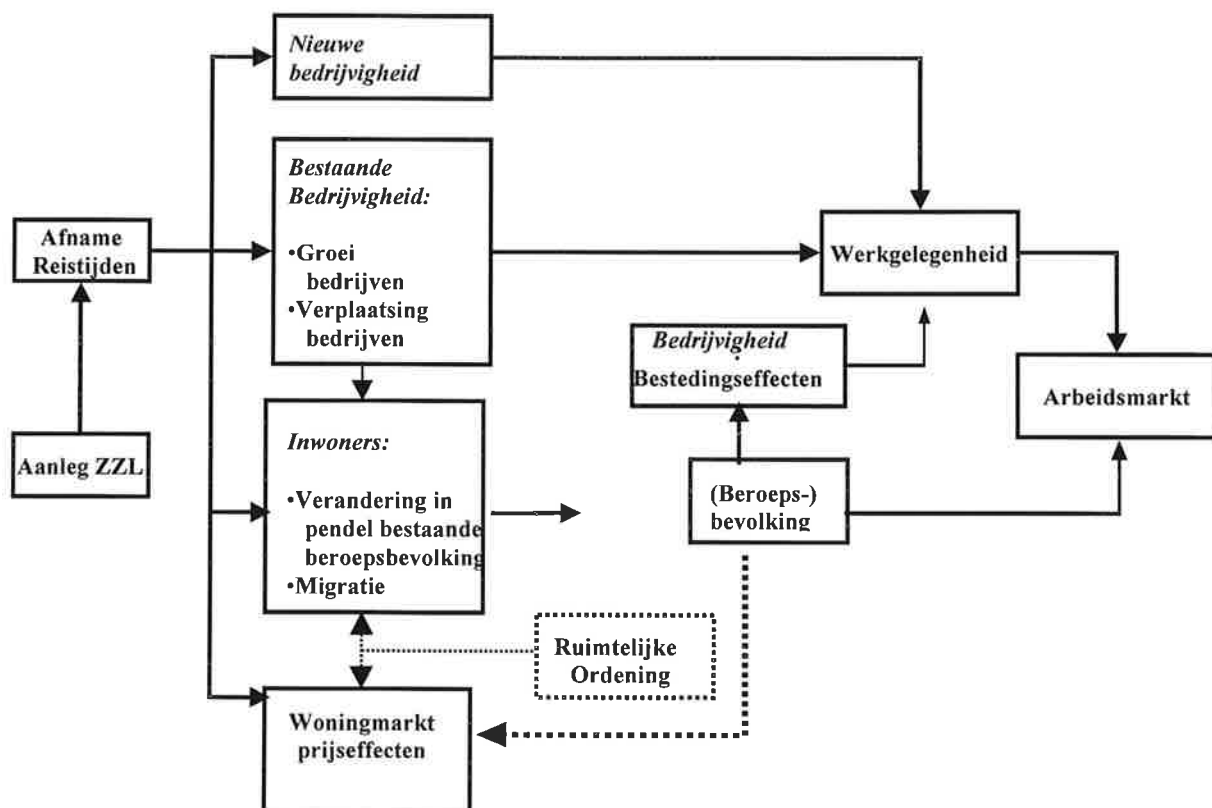 Nieuwe
bedrijvigheid
Bestaande
Bedrijvigheid:
•Groei
bedrijven
•Verplaatsing
bedrijven
Afname
Reistijden
Werkgelegenheid
Bedrijvigheid
•
Bestedingseffecten
Arbeidsmarkt
Aanleg ZZL
Inwoners:
•Verandering in
pendel bestaande
beroepsbevolking
•Migratie
(Beroeps-)
bevolking
Ruimtelijke
Ordening
Woningmarkt
prijseffecten